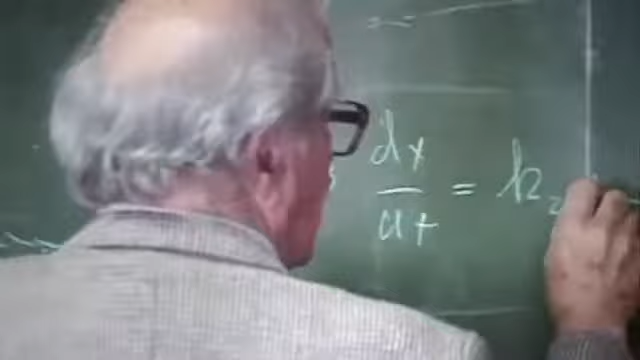 dx
— = k₂
dt